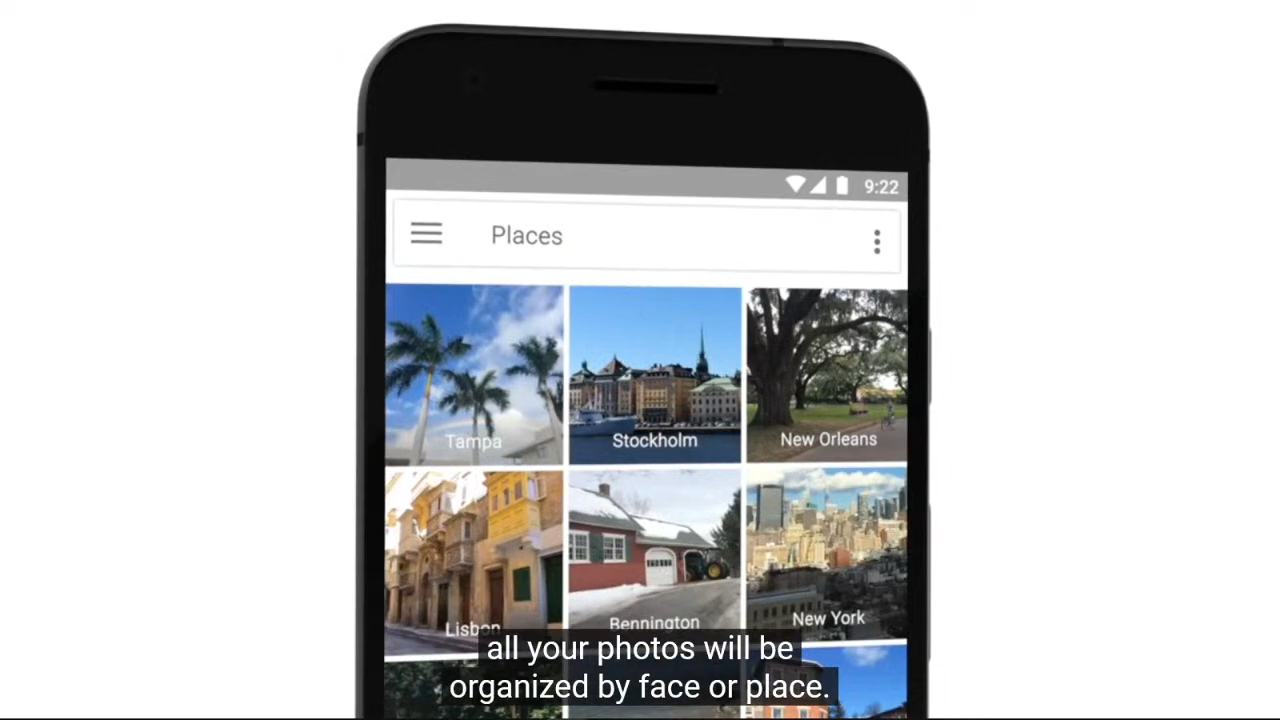 9:22
Places
Tampa
Stockholm
New Orleans
Lisbon
Bennington
New York
all your photos will be
organized by face or place.